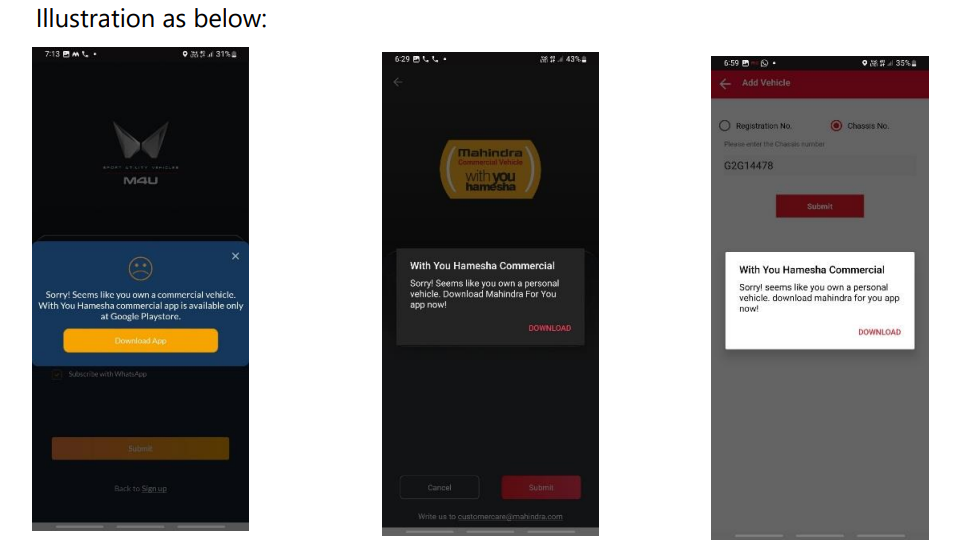 Illustration as below:
7:13
31%
SPORT UTILITY VEHICLES
M4U
Sorry! Seems like you own a commercial vehicle.
With You Hamesha commercial app is available only
at Google Playstore.
Download App
Subscribe with WhatsApp
Submit
Back to Sign up
6:29
43%
Mahindra
Commercial Vehicle
with you
hamesha
With You Hamesha Commercial
Sorry! Seems like you own a personal
vehicle. Download Mahindra For You
app now!
DOWNLOAD
Cancel
Submit
Write us to customercare@mahindra.com
6:59
35%
Add Vehicle
Registration No.
Chassis No.
Please enter the Chassis number
G2G14478
Submit
With You Hamesha Commercial
Sorry! seems like you own a personal
vehicle. download mahindra for you app
now!
DOWNLOAD